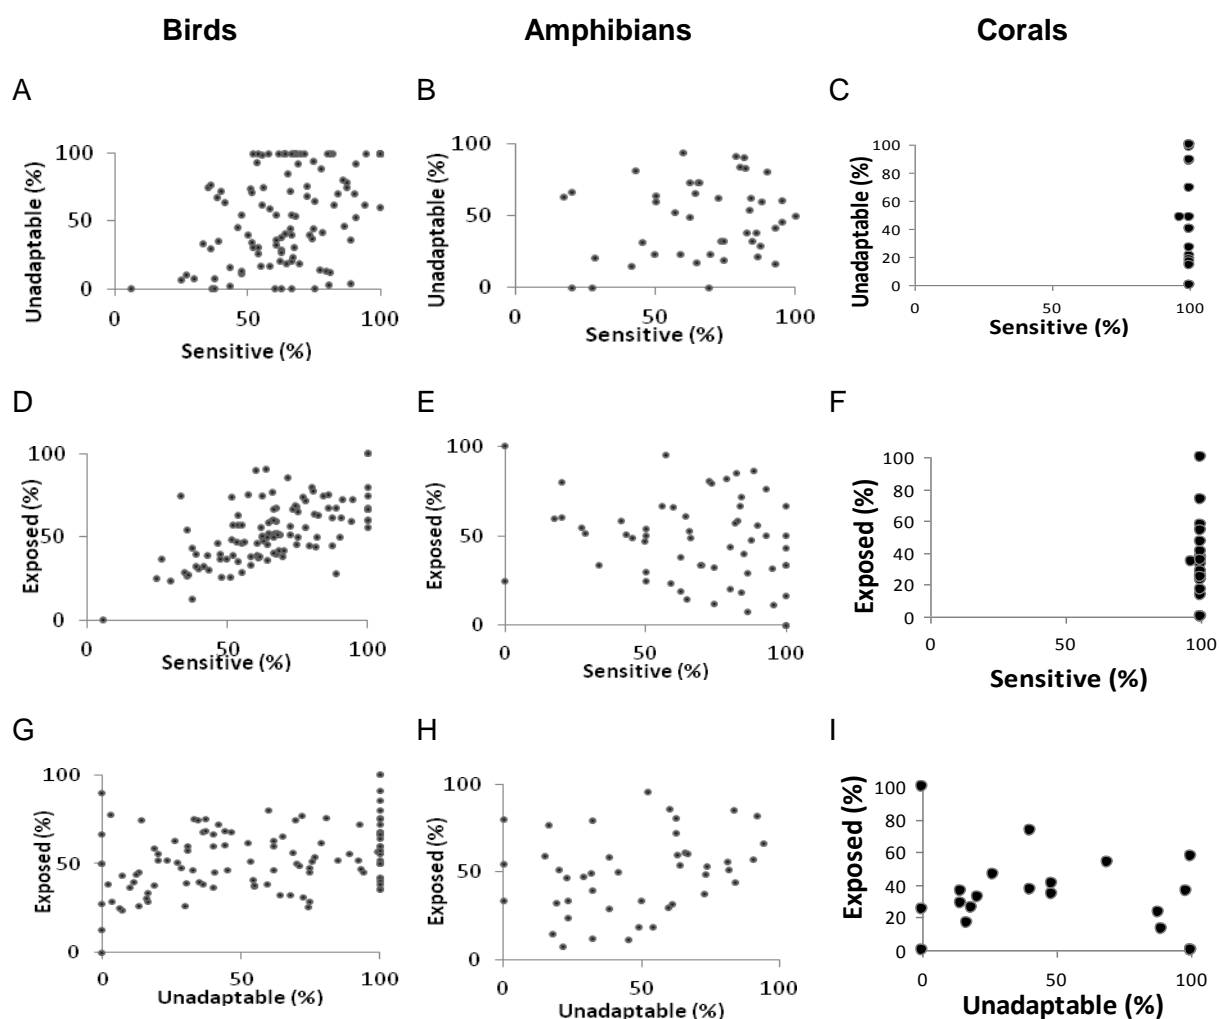 Birds Amphibians Corals
A B C
Unadaptable (%) 100 50 0
0 50 100
Sensitive (%)
Unadaptable (%) 100 50 0
0 50 100
Sensitive (%)
Unadaptable (%) 100 80 60 40 20 0
0 50 100
Sensitive (%)
D E F
Exposed (%) 100 50 0
0 50 100
Sensitive (%)
Exposed (%) 100 50 0
0 50 100
Sensitive (%)
Exposed (%) 100 80 60 40 20 0
0 50 100
Sensitive (%)
G H I
Exposed (%) 100 50 0
0 50 100
Unadaptable (%)
Exposed (%) 100 50 0
0 50 100
Unadaptable (%)
Exposed (%) 100 80 60 40 20 0
0 50 100
Unadaptable (%)